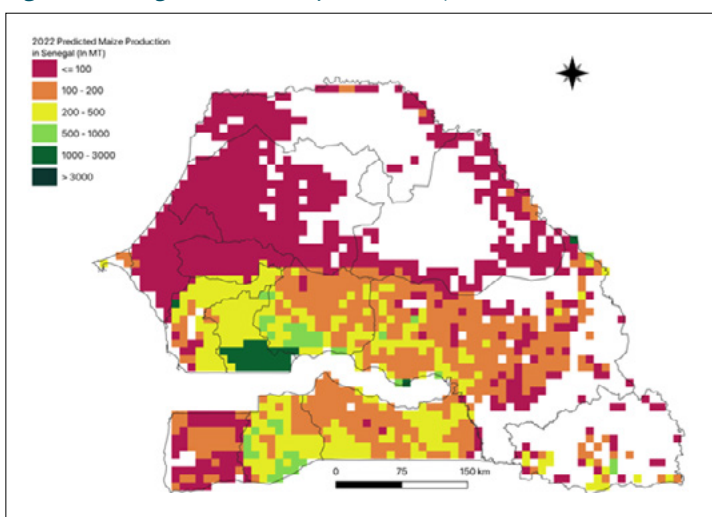 2022 Predicted Maize Production
in Senegal (In MT)
<= 100
100 - 200
200 - 500
500 - 1000
1000 - 3000
> 3000
0 75 150 km